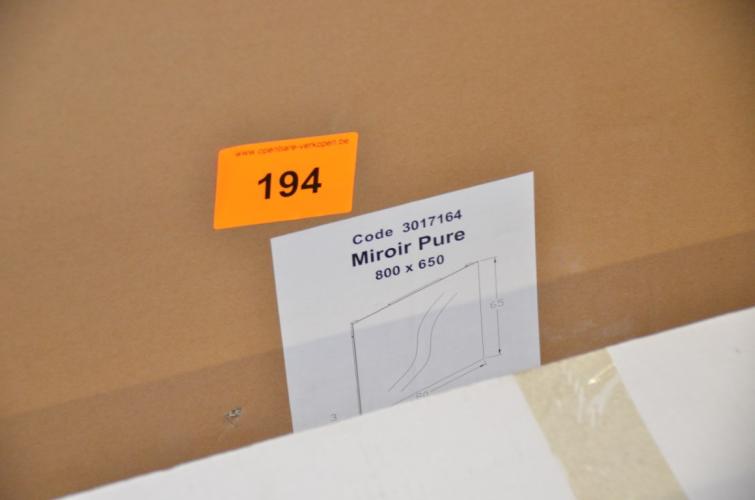 www.openbare-verkopen.be
194
Code 3017164
Miroir Pure
800 x 650
65
80
3